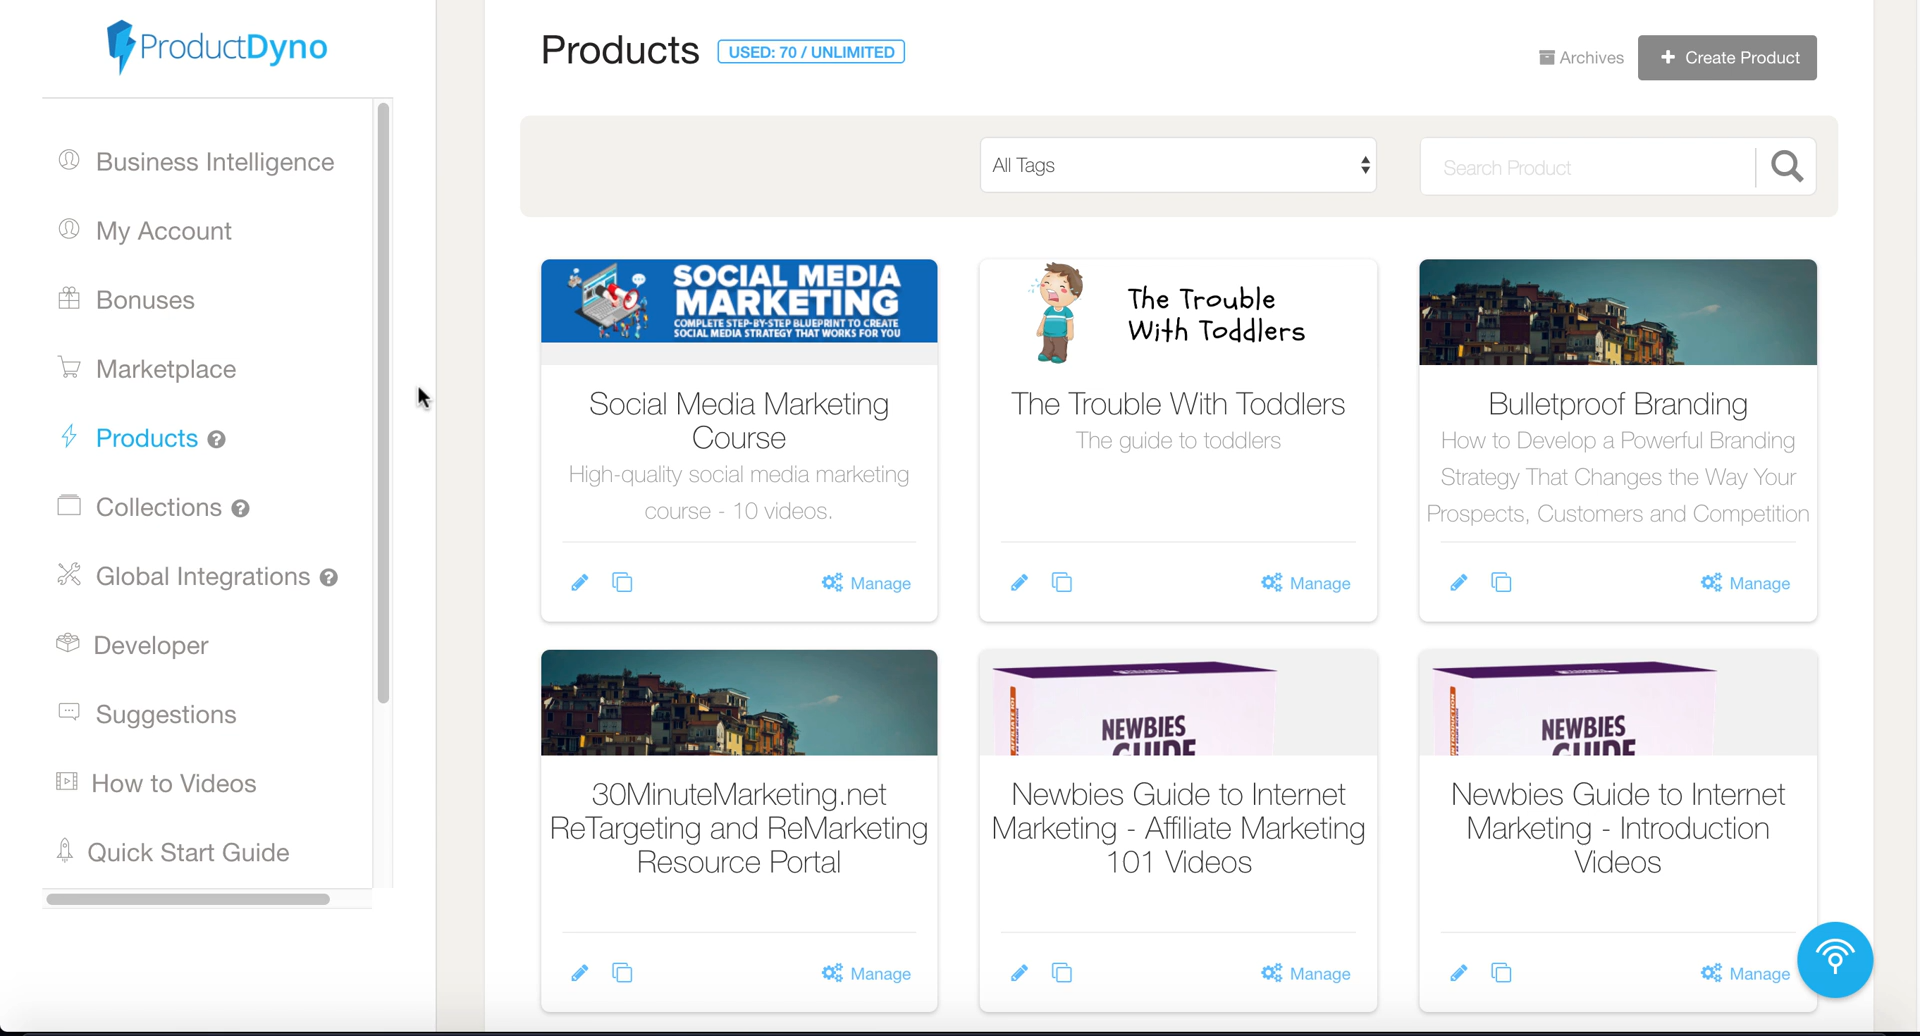 ProductDyno
Business Intelligence
My Account
Bonuses
Marketplace
Products
Collections
Global Integrations
Developer
Suggestions
How to Videos
Quick Start Guide
Products
USED: 70 / UNLIMITED
Archives
Create Product
All Tags
Search Product
SOCIAL MEDIA
MARKETING
COMPLETE STEP-BY-STEP BLUEPRINT TO CREATE
SOCIAL MEDIA STRATEGY THAT WORKS FOR YOU
Social Media Marketing
Course
High-quality social media marketing
course - 10 videos.
Manage
The Trouble
With Toddlers
The Trouble With Toddlers
The guide to toddlers
Manage
Bulletproof Branding
How to Develop a Powerful Branding
Strategy That Changes the Way Your
Prospects, Customers and Competition
Manage
30MinuteMarketing.net
ReTargeting and ReMarketing
Resource Portal
Manage
NEWBIES
GUIDE
Newbies Guide to Internet
Marketing - Affiliate Marketing
101 Videos
Manage
NEWBIES
GUIDE
Newbies Guide to Internet
Marketing - Introduction
Videos
Manage